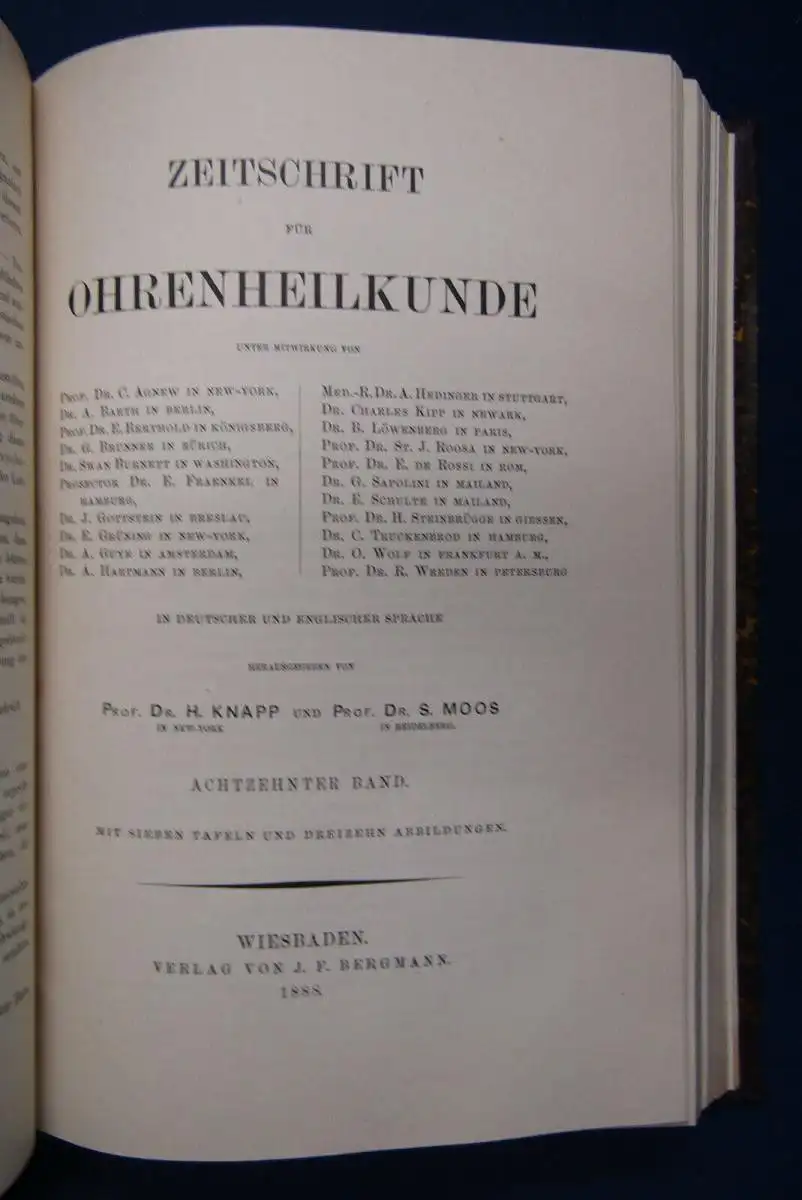 ZEITSCHRIFT
FÜR
OHRENHEILKUNDE
UNTER MITWIRKUNG VON
PROF. DR. C. AGNEW IN NEW-YORK,
DR. A. BARTH IN BERLIN,
PROF. DR. E. BERTHOLD IN KÖNIGSBERG,
DR. G. BRUNNER IN ZÜRICH,
DR. SWAN BURNETT IN WASHINGTON,
PROSECTOR DR. E. FRAENKEL IN
HAMBURG,
DR. J. GOTTSTEIN IN BRESLAU,
DR. E. GRÜNING IN NEW-YORK,
DR. A. GUYE IN AMSTERDAM,
DR. A. HARTMANN IN BERLIN,
MED.-R. DR. A. HEDINGER IN STUTTGART,
DR. CHARLES KIPP IN NEWARK,
DR. B. LÖWENBERG IN PARIS,
PROF. DR. ST. J. ROOSA IN NEW-YORK,
PROF. DR. E. DE ROSSI IN ROM,
DR. G. SAPOLINI IN MAILAND,
DR. E. SCHULTE IN MAILAND,
PROF. DR. H. STEINBRÜGGE IN GIESSEN,
DR. C. TRUCKENBROD IN HAMBURG,
DR. O. WOLF IN FRANKFURT A. M.,
PROF. DR. R. WREDEN IN PETERSBURG
IN DEUTSCHER UND ENGLISCHER SPRACHE
HERAUSGEGEBEN VON
PROF. DR. H. KNAPP UND PROF. DR. S. MOOS
IN NEW-YORK IN HEIDELBERG.
ACHTZEHNTER BAND.
MIT SIEBEN TAFELN UND DREIZEHN ABBILDUNGEN.
WIESBADEN.
VERLAG VON J. F. BERGMANN.
1888.